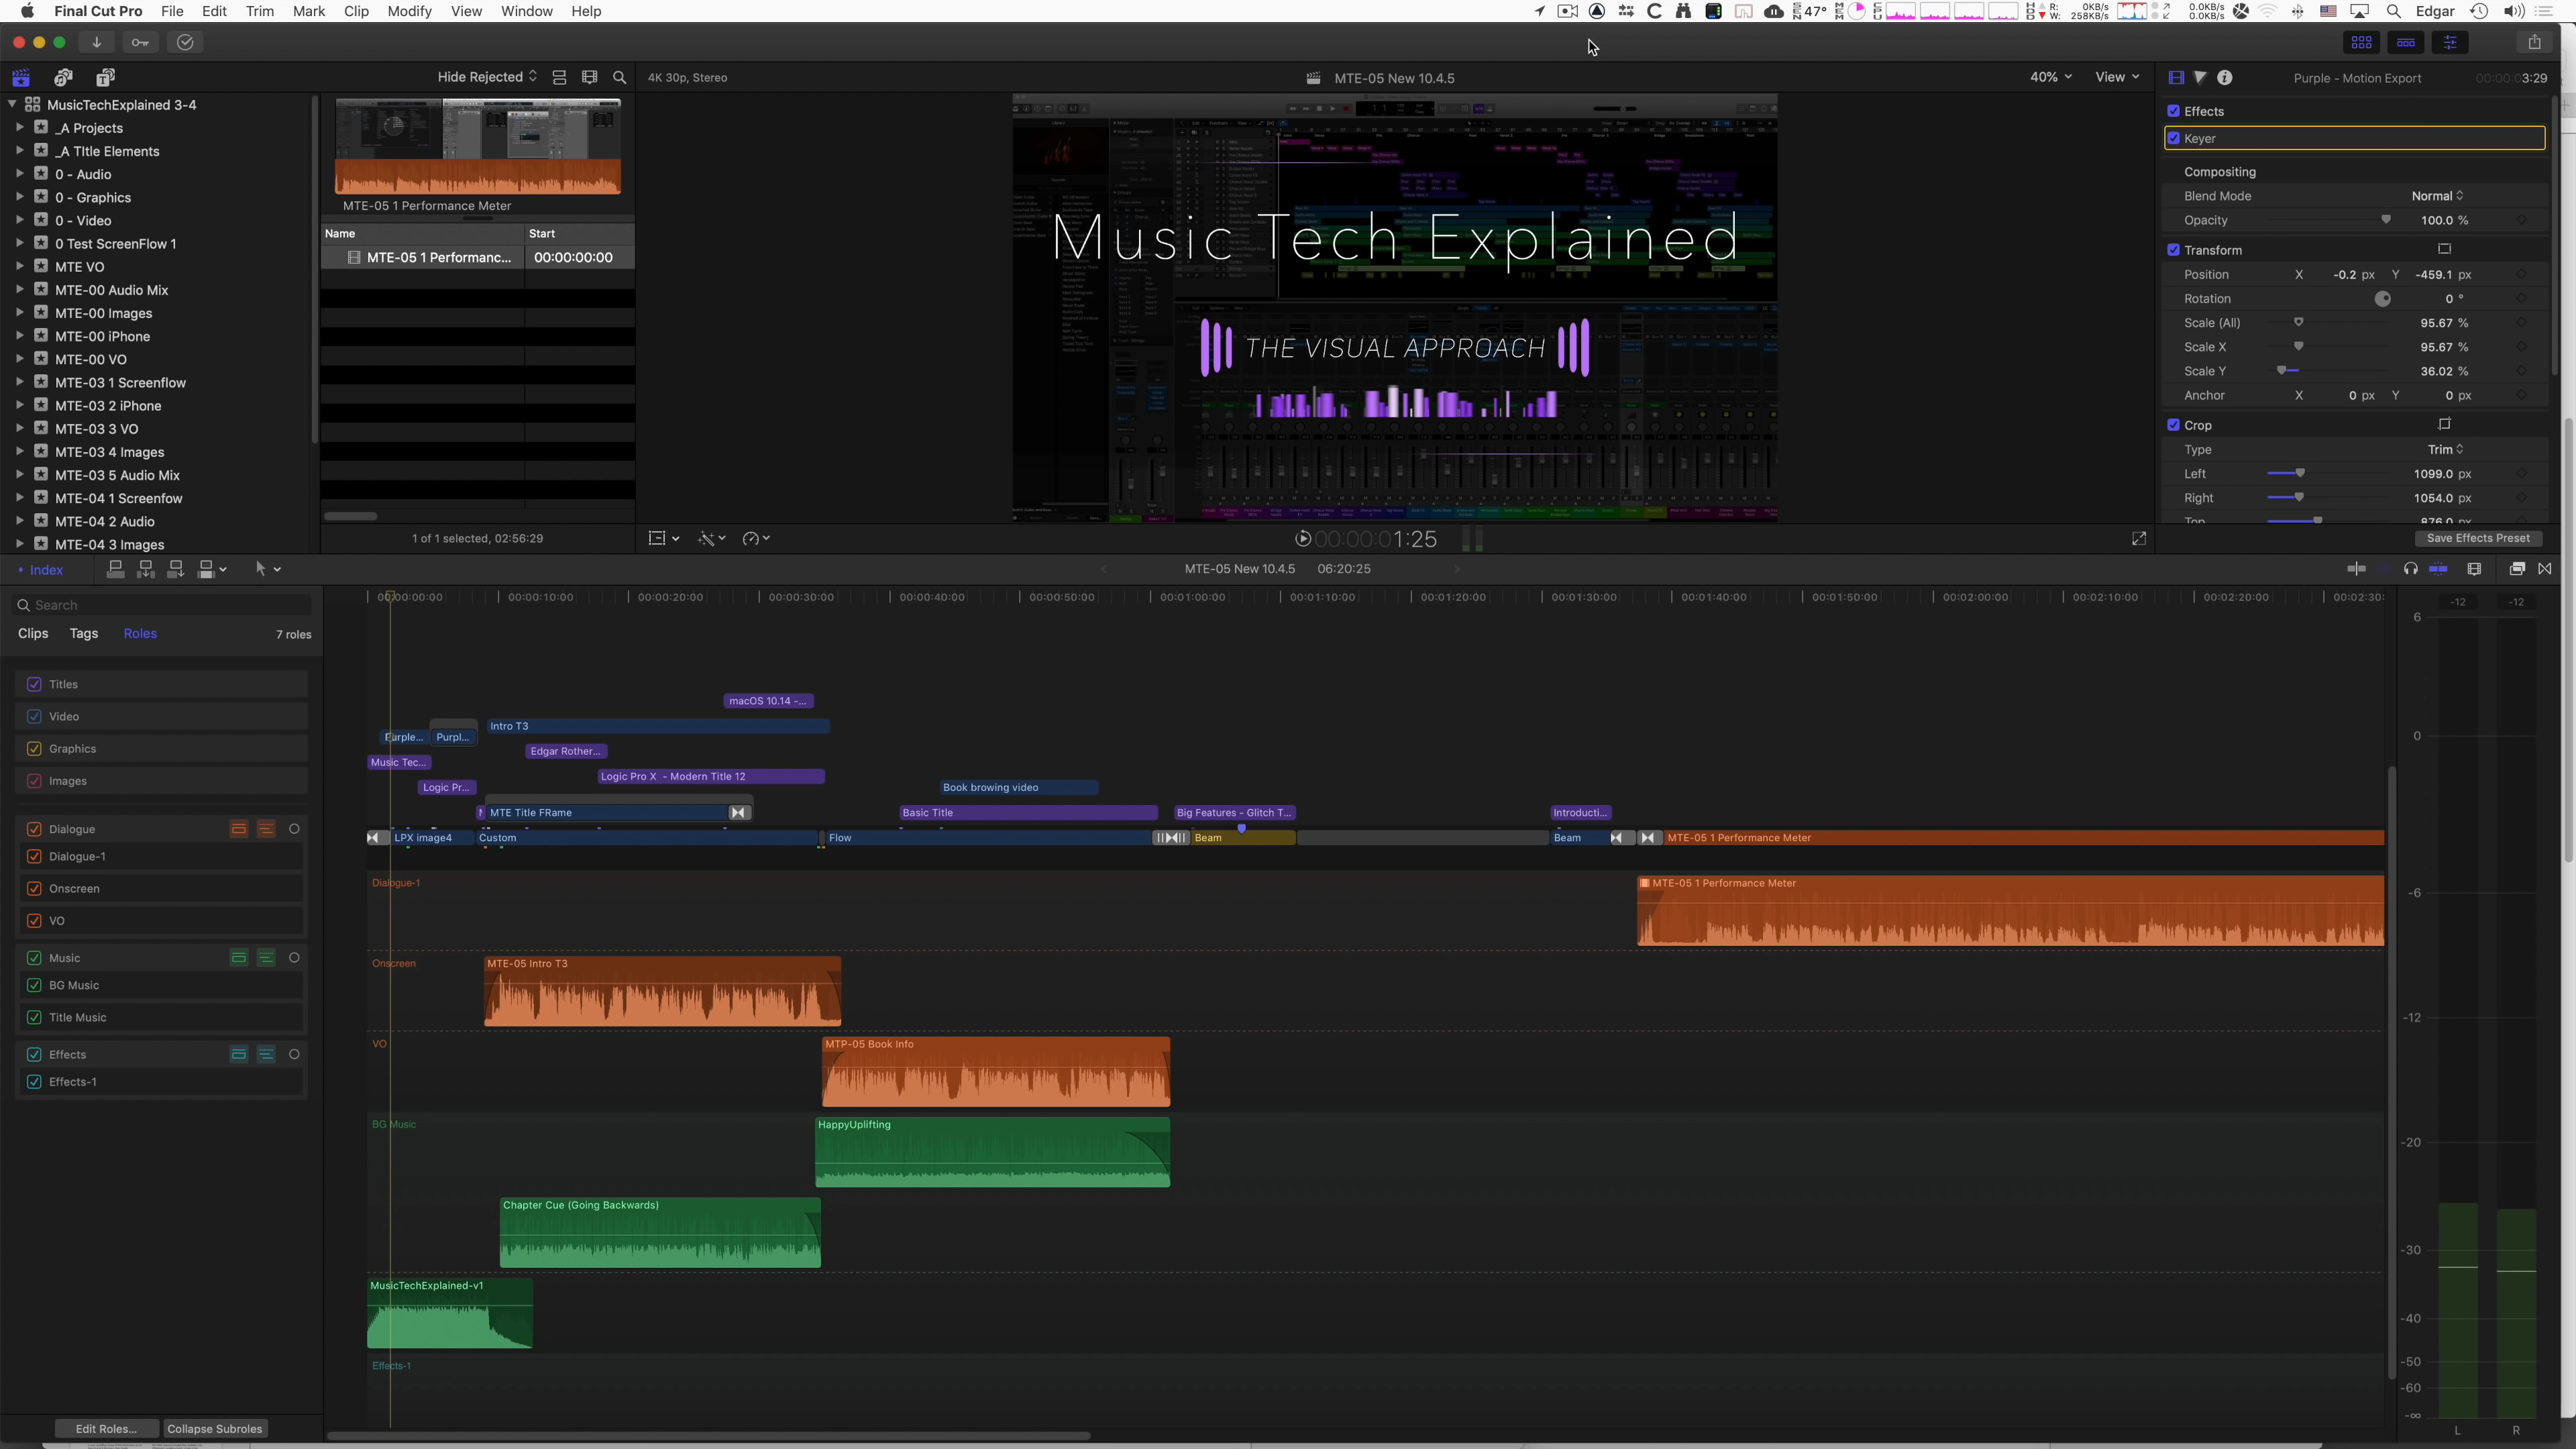 Final Cut Pro File Edit Trim Mark Clip Modify View Window Help
47° R: 0KB/s W: 258KB/s 0.0KB/s 0.0KB/s Edgar
Hide Rejected
4K 30p, Stereo
MTE-05 New 10.4.5
40% View
Purple - Motion Export
00:00:03:29
MusicTechExplained 3-4
_A Projects
_A TItle Elements
0 - Audio
0 - Graphics
0 - Video
0 Test ScreenFlow 1
MTE VO
MTE-00 Audio Mix
MTE-00 Images
MTE-00 iPhone
MTE-00 VO
MTE-03 1 Screenflow
MTE-03 2 iPhone
MTE-03 3 VO
MTE-03 4 Images
MTE-03 5 Audio Mix
MTE-04 1 Screenfow
MTE-04 2 Audio
MTE-04 3 Images
MTE-05 1 Performance Meter
Name Start
MTE-05 1 Performanc... 00:00:00:00
1 of 1 selected, 02:56:29
Music Tech Explained
THE VISUAL APPROACH
00:00:01:25
Effects
Keyer
Compositing
Blend Mode Normal
Opacity 100.0 %
Transform
Position X -0.2 px Y -459.1 px
Rotation 0 °
Scale (All) 95.67 %
Scale X 95.67 %
Scale Y 36.02 %
Anchor X 0 px Y 0 px
Crop
Type Trim
Left 1099.0 px
Right 1054.0 px
Top 876.0 px
Save Effects Preset
Index
MTE-05 New 10.4.5 06:20:25
Search
Clips Tags Roles 7 roles
Titles
Video
Graphics
Images
Dialogue
Dialogue-1
Onscreen
VO
Music
BG Music
Title Music
Effects
Effects-1
Edit Roles... Collapse Subroles
00:00:00:00 00:00:10:00 00:00:20:00 00:00:30:00 00:00:40:00 00:00:50:00 00:01:00:00 00:01:10:00 00:01:20:00 00:01:30:00 00:01:40:00 00:01:50:00 00:02:00:00 00:02:10:00 00:02:20:00 00:02:30:
macOS 10.14 -...
Intro T3
Purple... Purpl...
Edgar Rother...
Music Tec...
Logic Pro X - Modern Title 12
Logic Pr...
Book browing video
MTE Title FRame
Basic Title
Big Features - Glitch T...
Introducti...
LPX image4 Custom Flow Beam Beam MTE-05 1 Performance Meter
Dialogue-1
MTE-05 1 Performance Meter
Onscreen
MTE-05 Intro T3
VO
MTP-05 Book Info
BG Music
HappyUplifting
Chapter Cue (Going Backwards)
MusicTechExplained-v1
Effects-1
-12 -12
6
0
-6
-12
-20
-30
-40
-50
-60
-∞
L R